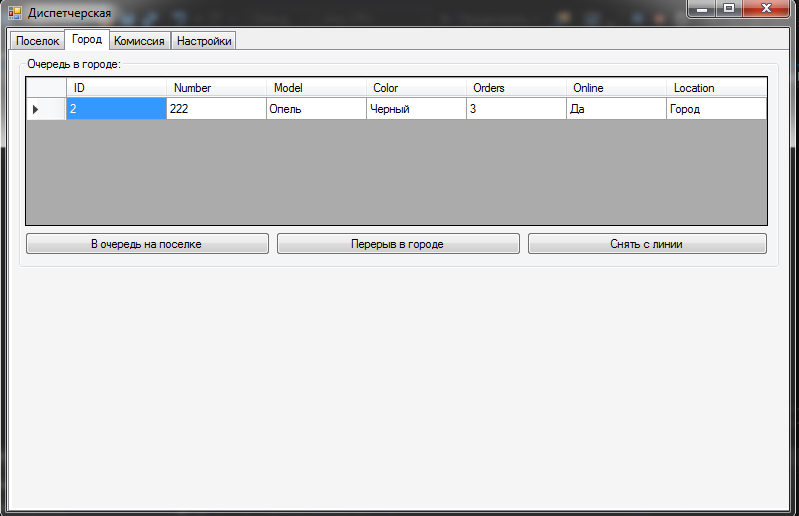 Диспетчерская
Поселок Город Комиссия Настройки
Очередь в городе:
ID Number Model Color Orders Online Location
2 222 Опель Черный 3 Да Город
В очередь на поселке Перерыв в городе Снять с линии